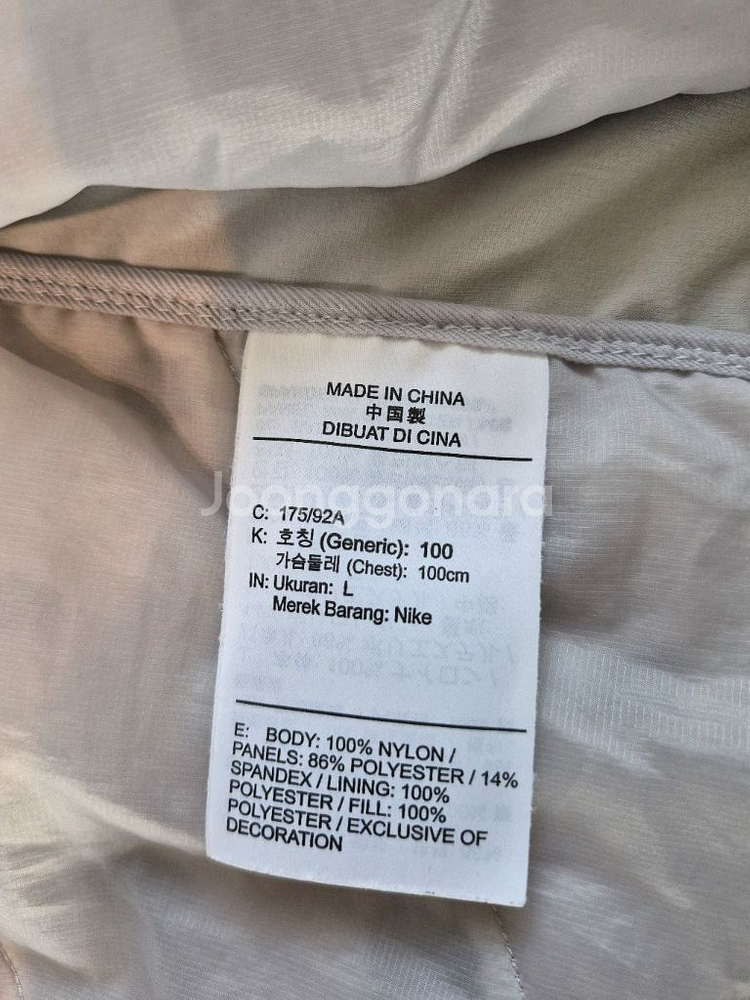 MADE IN CHINA
中国製
DIBUAT DI CINA
Joonggonara
C: 175/92A
K: 호칭 (Generic): 100
가슴둘레 (Chest): 100cm
IN: Ukuran: L
Merek Barang: Nike
E: BODY: 100% NYLON /
PANELS: 86% POLYESTER / 14%
SPANDEX / LINING: 100%
POLYESTER / FILL: 100%
POLYESTER / EXCLUSIVE OF
DECORATION